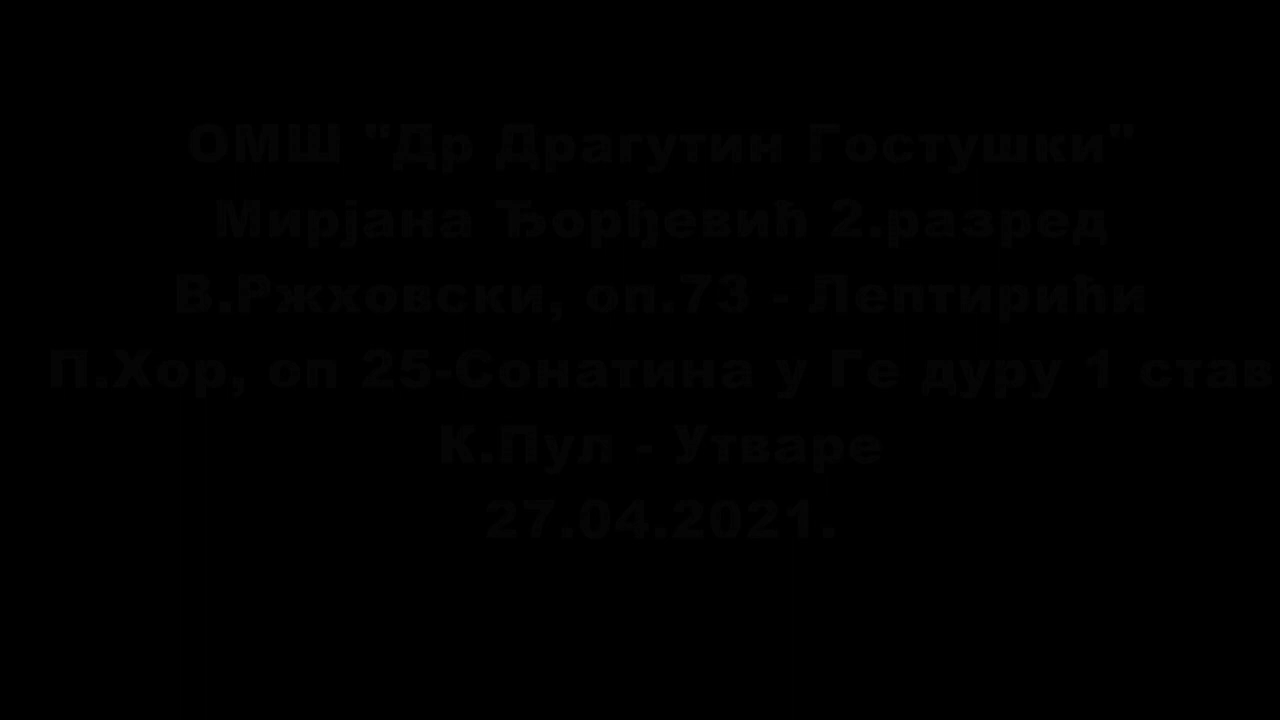 ОМШ "Др Драгутин Гостушки"
Мирјана Ђорђевић 2.разред
В.Ржховски, оп.73 - Лептирићи
П.Хор, оп 25-Сонатина у Ге дуру 1 став
К.Пул - Утваре
27.04.2021.